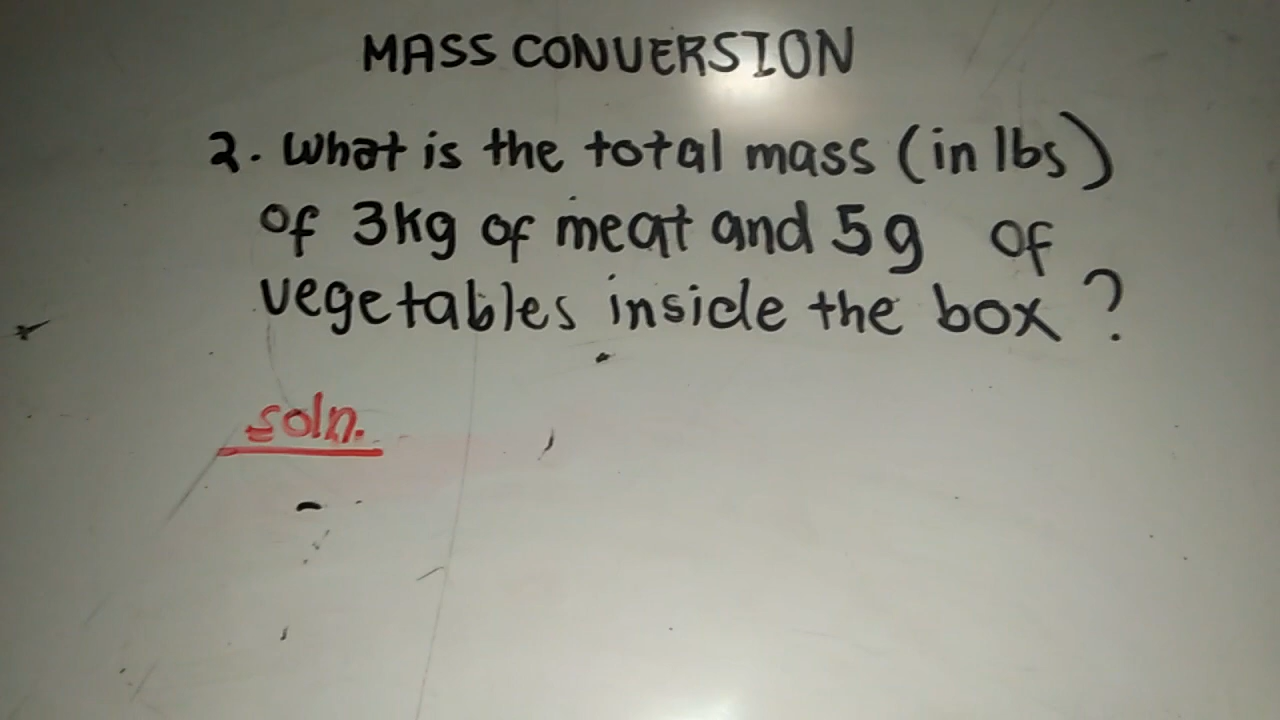 MASS CONVERSION
2. What is the total mass (in lbs)
of 3kg of meat and 5g of
vegetables inside the box ?
soln.